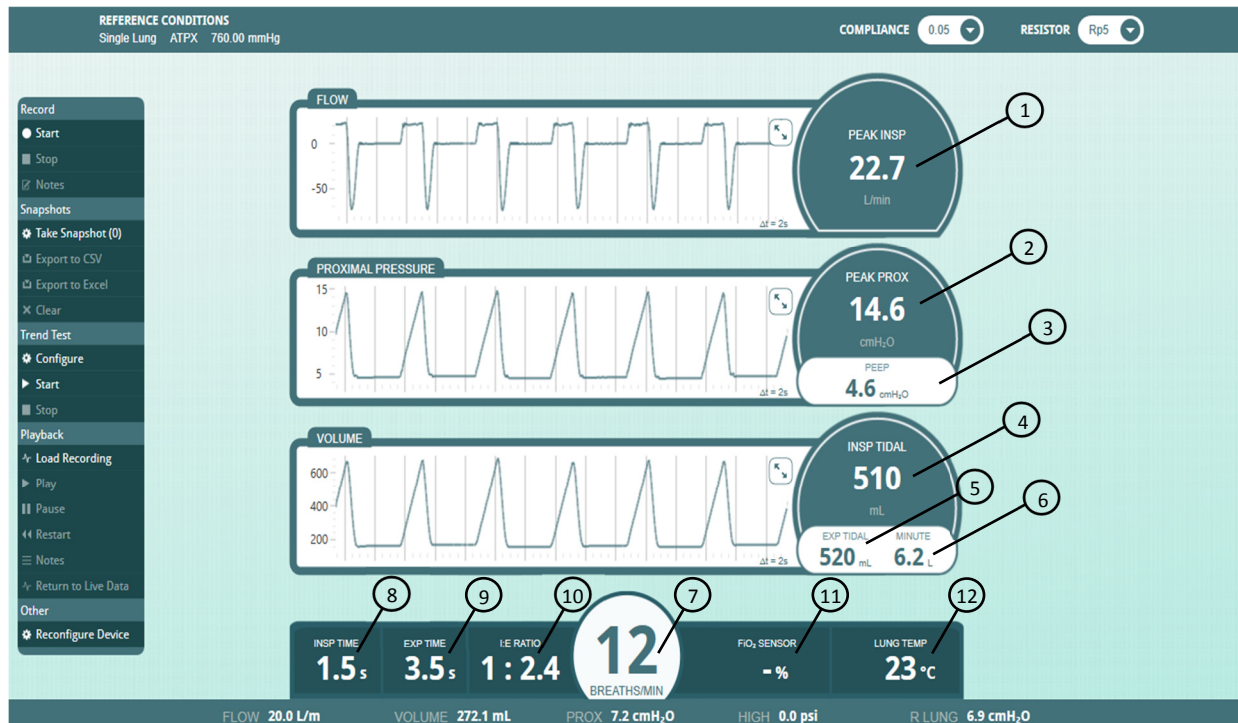 REFERENCE CONDITIONS
Single Lung ATPX 760.00 mmHg
COMPLIANCE 0.05
RESISTOR Rp5
Record
Start
Stop
Notes
Snapshots
Take Snapshot (0)
Export to CSV
Export to Excel
Clear
Trend Test
Configure
Start
Stop
Playback
Load Recording
Play
Pause
Restart
Notes
Return to Live Data
Other
Reconfigure Device
FLOW
0
-50
Δt = 2s
PEAK INSP
22.7
L/min
1
PROXIMAL PRESSURE
15
10
5
Δt = 2s
PEAK PROX
14.6
cmH₂O
PEEP
4.6 cmH₂O
2
3
VOLUME
600
400
200
Δt = 2s
INSP TIDAL
510
mL
EXP TIDAL
520 mL
MINUTE
6.2 L
4
5
6
8
9
10
7
11
12
INSP TIME
1.5 s
EXP TIME
3.5 s
I:E RATIO
1 : 2.4
12
BREATHS/MIN
FiO₂ SENSOR
- %
LUNG TEMP
23 °C
FLOW 20.0 L/m
VOLUME 272.1 mL
PROX 7.2 cmH₂O
HIGH 0.0 psi
R LUNG 6.9 cmH₂O